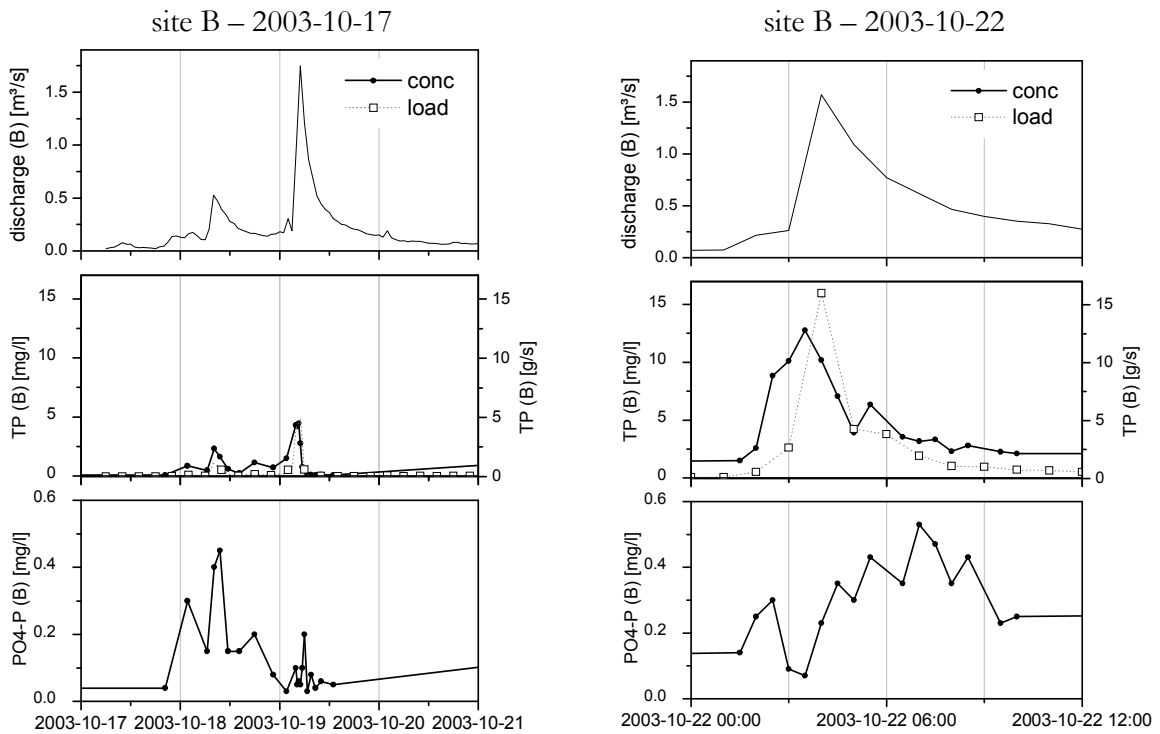 site B – 2003-10-17
conc
load
discharge (B) [m³/s]
1.5
1.0
0.5
0.0
TP (B) [mg/l]
15
10
5
0
TP (B) [g/s]
15
10
5
0
PO4-P (B) [mg/l]
0.6
0.4
0.2
0.0
2003-10-17 2003-10-18 2003-10-19 2003-10-20 2003-10-21
site B – 2003-10-22
conc
load
discharge (B) [m³/s]
1.5
1.0
0.5
0.0
TP (B) [mg/l]
15
10
5
0
TP (B) [g/s]
15
10
5
0
PO4-P (B) [mg/l]
0.6
0.4
0.2
0.0
2003-10-22 00:00 2003-10-22 06:00 2003-10-22 12:00